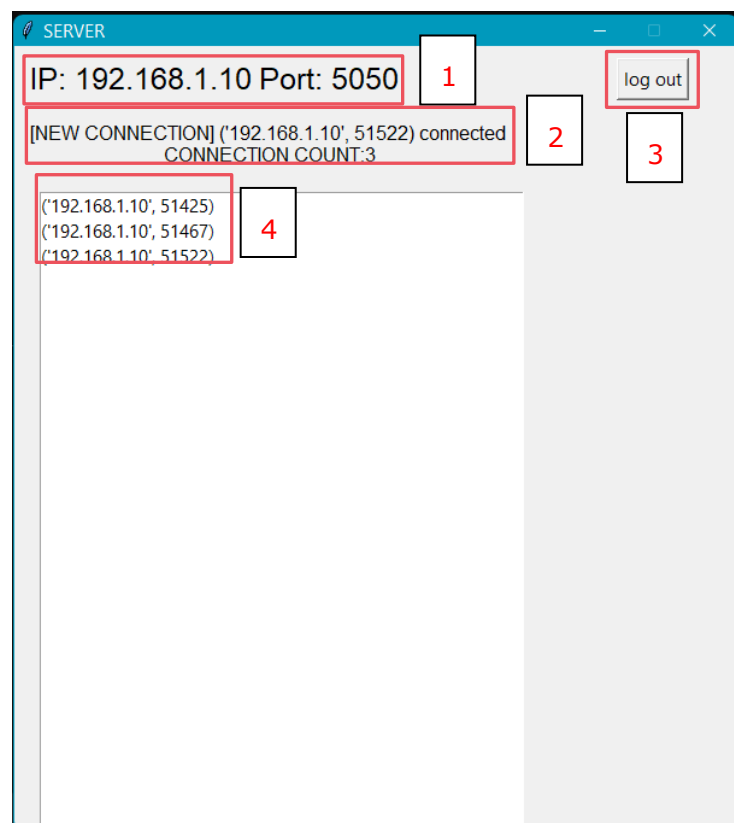 SERVER
IP: 192.168.1.10 Port: 5050
1
log out
[NEW CONNECTION] ('192.168.1.10', 51522) connected
CONNECTION COUNT:3
2
3
('192.168.1.10', 51425)
('192.168.1.10', 51467)
('192.168.1.10', 51522)
4